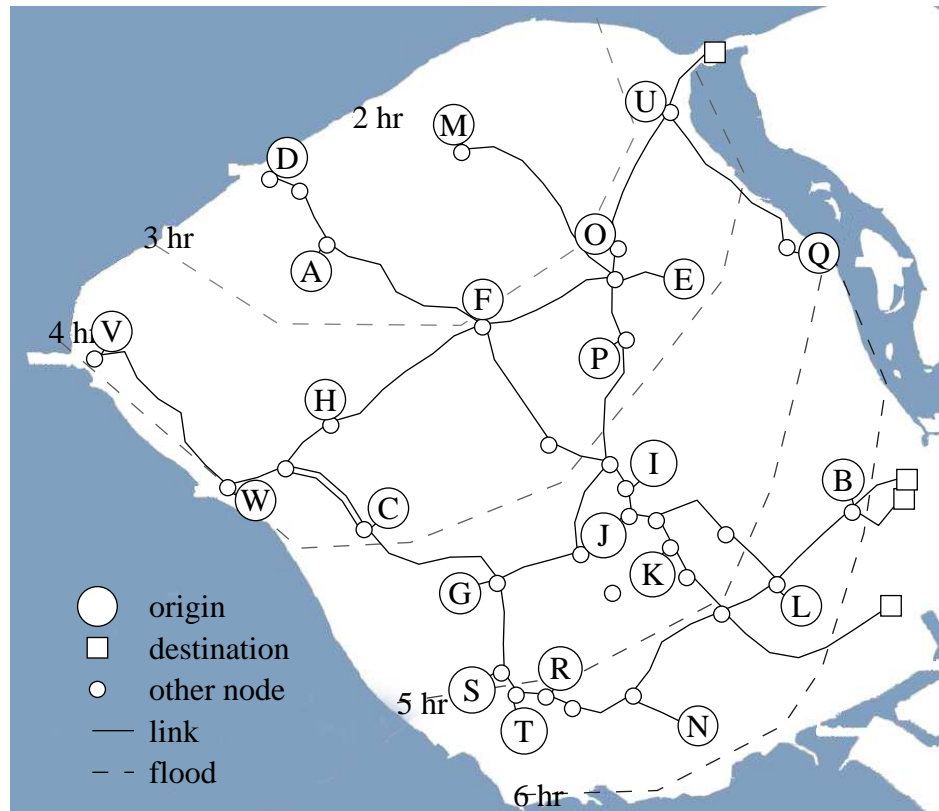 U
M
2 hr
D
O
3 hr
Q
A
E
F
4 hr
V
P
H
I
B
W
C
J
K
G
L
origin
destination
other node
link
flood
S
R
5 hr
T
N
6 hr